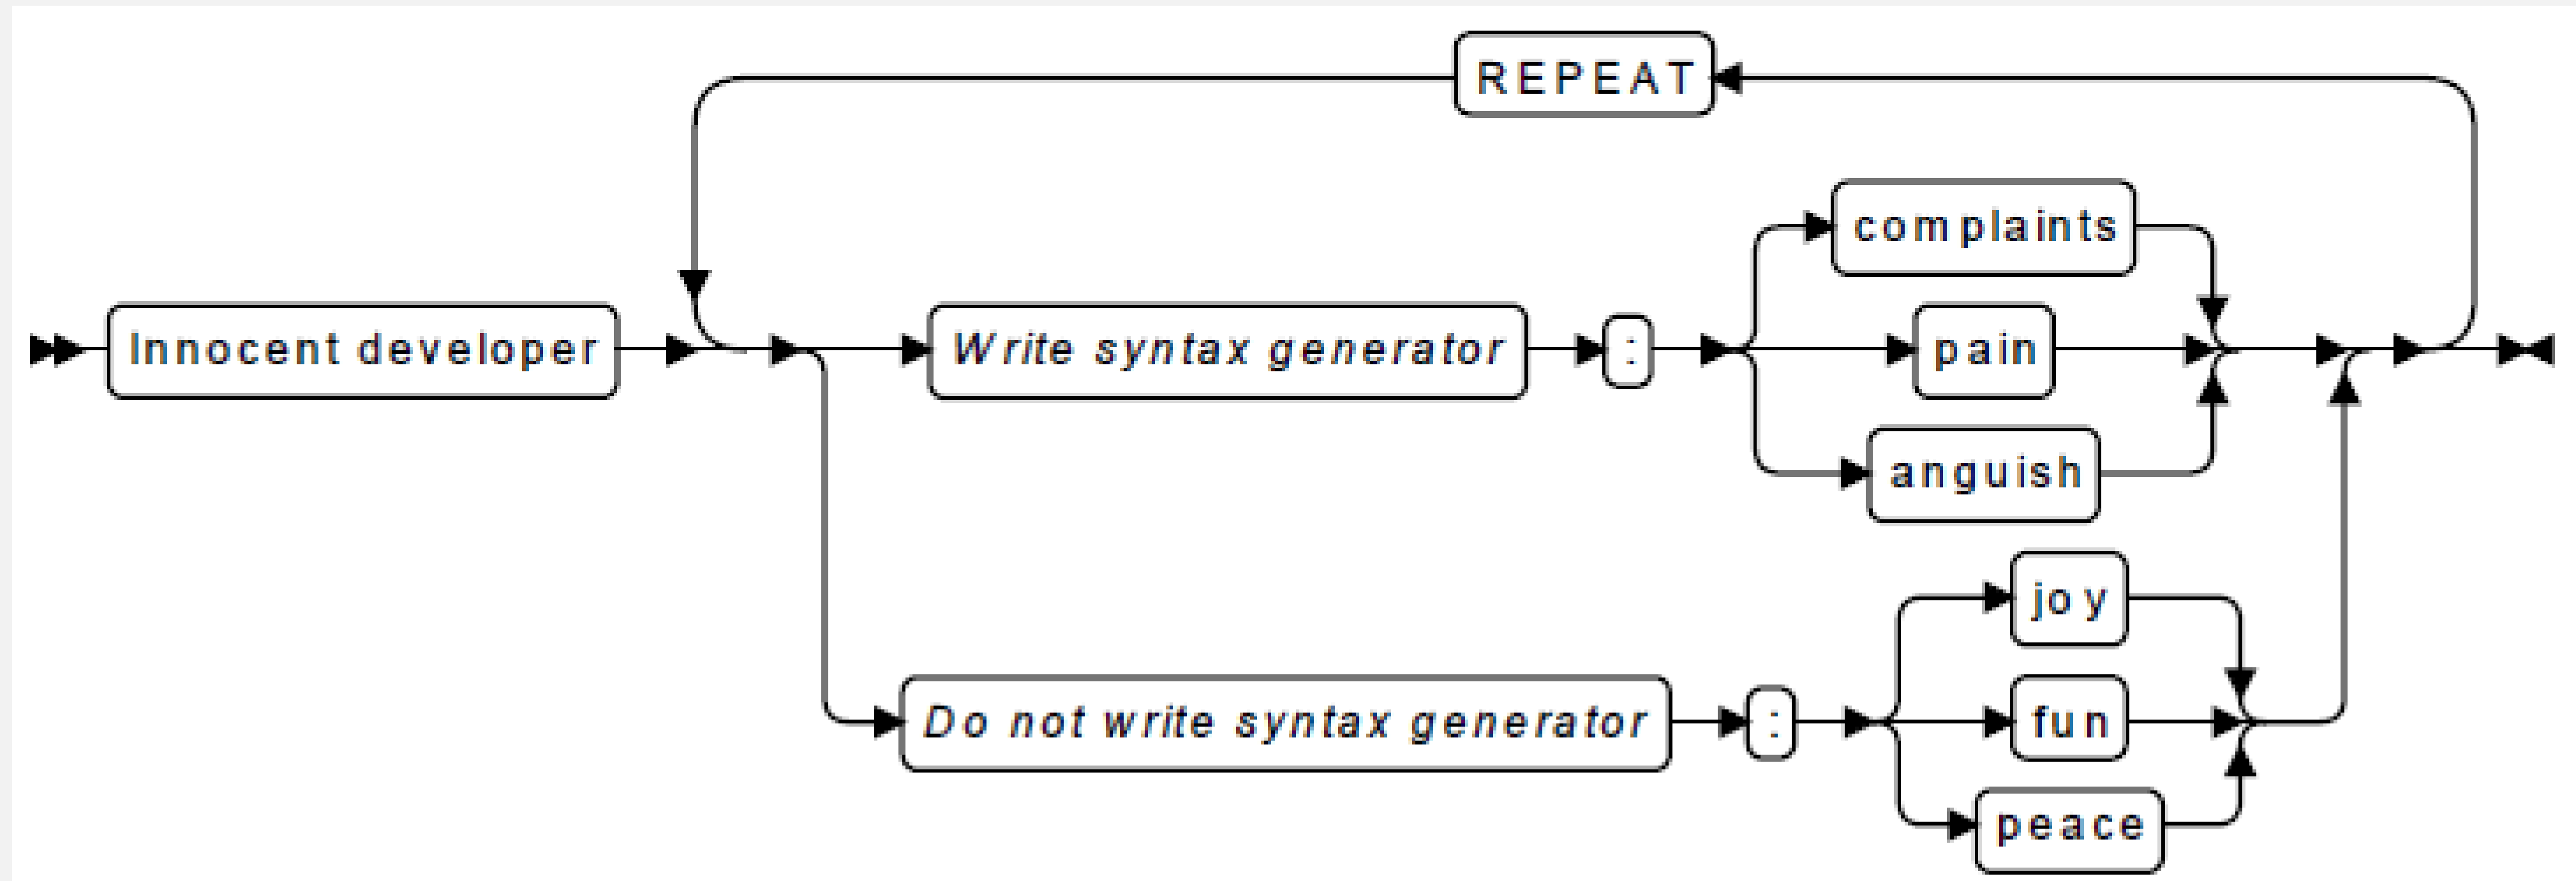 REPEAT
complaints
Innocent developer Write syntax generator : pain
anguish
joy
Do not write syntax generator : fun
peace